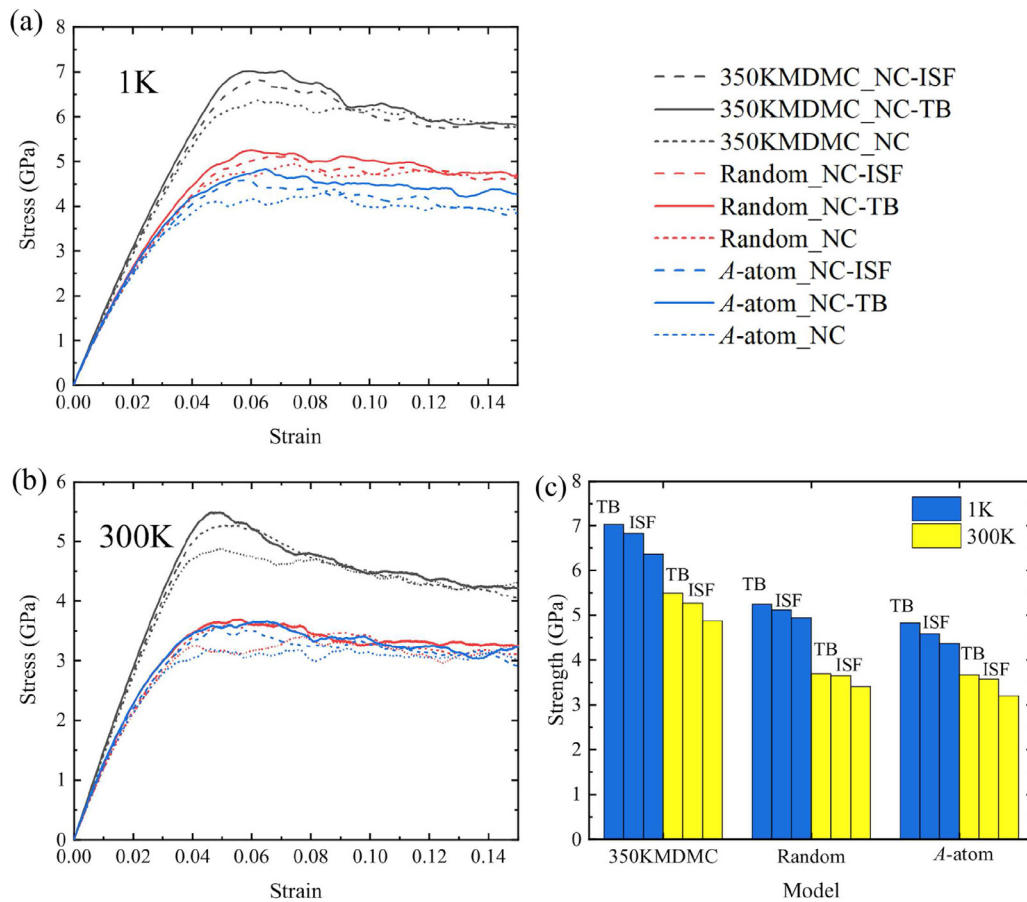 (a)
1K
Stress (GPa)
8
7
6
5
4
3
2
1
0
0.00 0.02 0.04 0.06 0.08 0.10 0.12 0.14
Strain
350KMDMC_NC-ISF
350KMDMC_NC-TB
350KMDMC_NC
Random_NC-ISF
Random_NC-TB
Random_NC
A-atom_NC-ISF
A-atom_NC-TB
A-atom_NC
(b)
300K
Stress (GPa)
6
5
4
3
2
1
0
0.00 0.02 0.04 0.06 0.08 0.10 0.12 0.14
Strain
(c)
Strength (GPa)
8
7
6
5
4
3
2
1
0
1K
300K
TB
ISF
TB
ISF
TB
ISF
TB
ISF
TB
ISF
TB
ISF
350KMDMC Random A-atom
Model